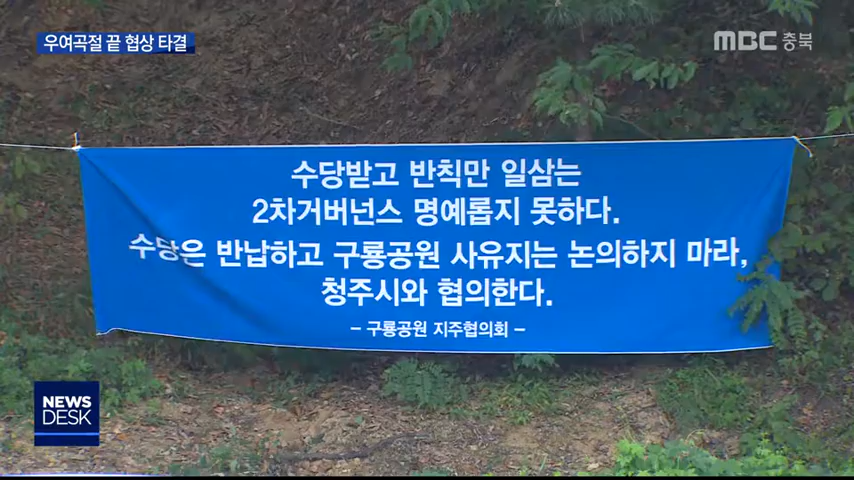 우여곡절 끝 협상 타결
MBC 충북
수당받고 반칙만 일삼는
2차거버넌스 명예롭지 못하다.
수당은 반납하고 구룡공원 사유지는 논의하지 마라,
청주시와 협의한다.
- 구룡공원 지주협의회 -
NEWS
DESK